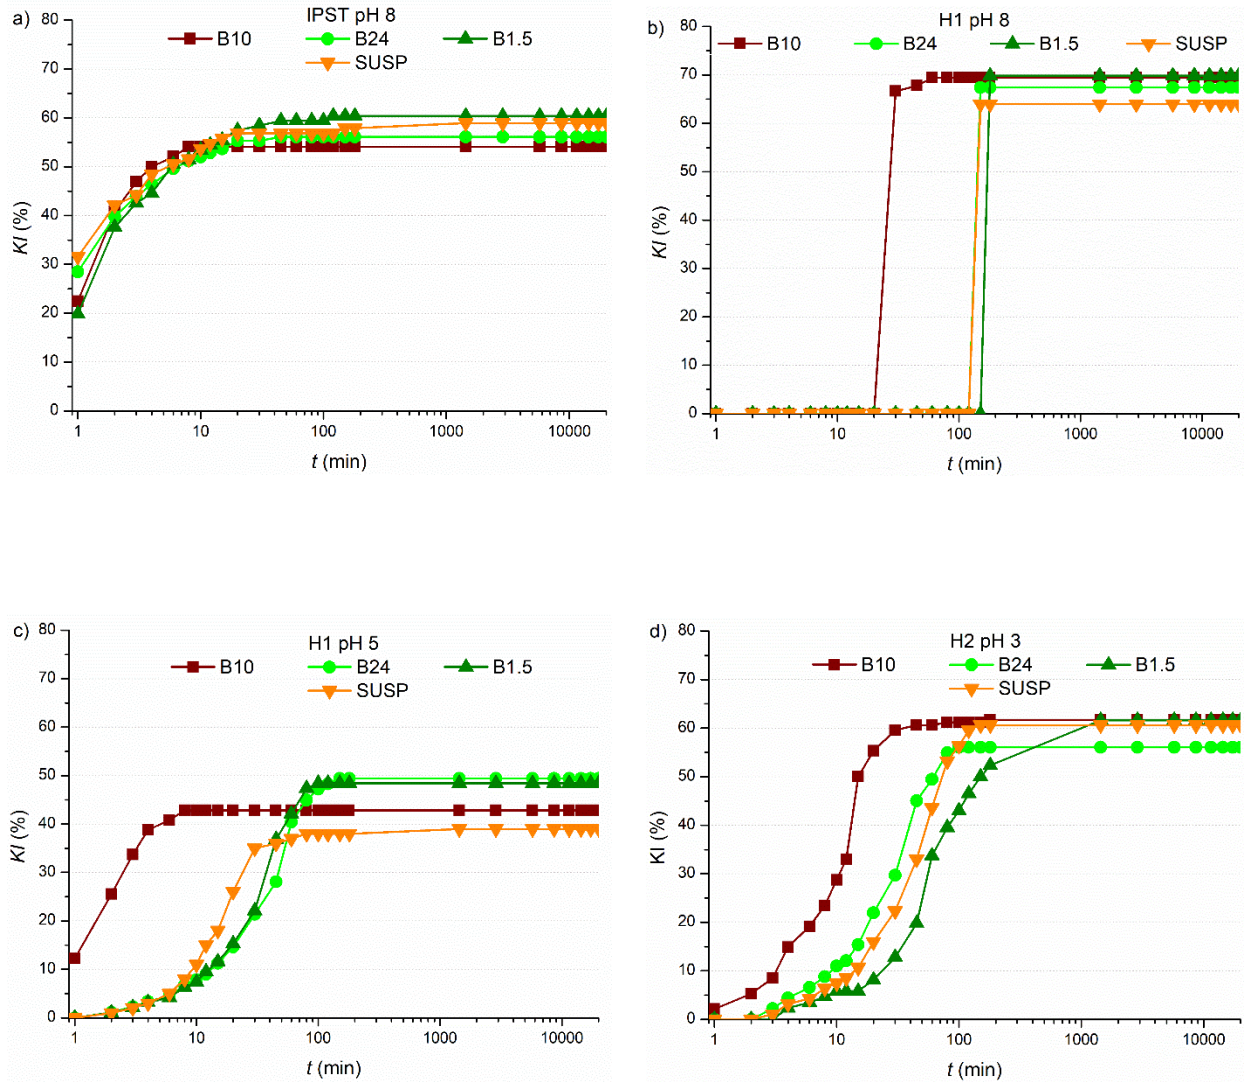 a)
IPST pH 8
B10 B24 B1.5
SUSP
80
70
60
50
40
30
20
10
0
KI (%)
1 10 100 1000 10000
t (min)
b)
H1 pH 8
B10 B24 B1.5 SUSP
80
70
60
50
40
30
20
10
0
KI (%)
1 10 100 1000 10000
t (min)
c)
H1 pH 5
B10 B24 B1.5
SUSP
80
70
60
50
40
30
20
10
0
KI (%)
1 10 100 1000 10000
t (min)
d)
H2 pH 3
B10 B24 B1.5
SUSP
80
70
60
50
40
30
20
10
0
KI (%)
1 10 100 1000 10000
t (min)